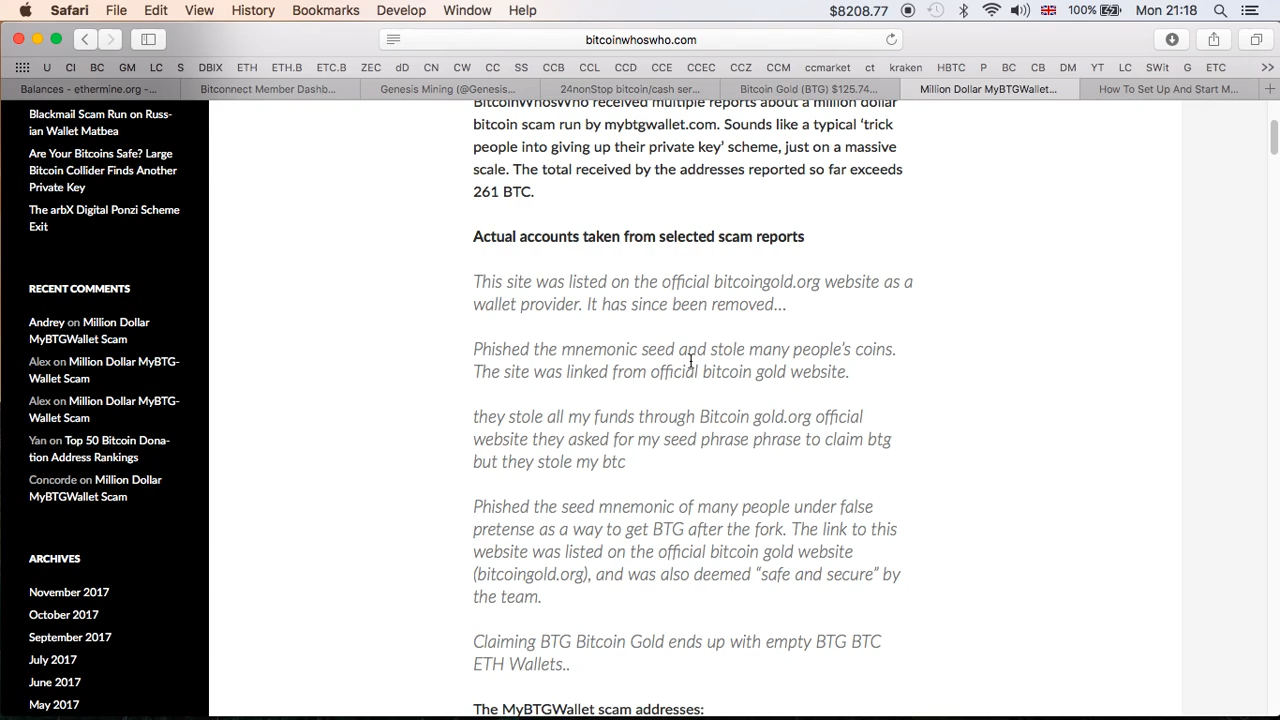 Safari File Edit View History Bookmarks Develop Window Help $8208.77 100% Mon 21:18
bitcoinwhoswho.com
U CI BC GM LC S DBIX ETH ETH.B ETC.B ZEC dD CN CW CC SS CCB CCL CCD CCE CCEC CCZ CCM ccmarket ct kraken HBTC P BC CB DM YT LC SWit G ETC
Balances - ethermine.org -... Bitconnect Member Dashb... Genesis Mining (@Genesis... 24nonStop bitcoin/cash ser... Bitcoin Gold (BTG) $125.74... Million Dollar MyBTGWallet... How To Set Up And Start M...
Blackmail Scam Run on Russ-
ian Wallet Matbea
Are Your Bitcoins Safe? Large
Bitcoin Collider Finds Another
Private Key
The arbX Digital Ponzi Scheme
Exit
RECENT COMMENTS
Andrey on Million Dollar
MyBTGWallet Scam
Alex on Million Dollar MyBTG-
Wallet Scam
Alex on Million Dollar MyBTG-
Wallet Scam
Yan on Top 50 Bitcoin Dona-
tion Address Rankings
Concorde on Million Dollar
MyBTGWallet Scam
ARCHIVES
November 2017
October 2017
September 2017
July 2017
June 2017
May 2017
BitcoinWhosWho received multiple reports about a million dollar
bitcoin scam run by mybtgwallet.com. Sounds like a typical ‘trick
people into giving up their private key’ scheme, just on a massive
scale. The total received by the addresses reported so far exceeds
261 BTC.
Actual accounts taken from selected scam reports
This site was listed on the official bitcoingold.org website as a
wallet provider. It has since been removed…
Phished the mnemonic seed and stole many people’s coins.
The site was linked from official bitcoin gold website.
they stole all my funds through Bitcoin gold.org official
website they asked for my seed phrase phrase to claim btg
but they stole my btc
Phished the seed mnemonic of many people under false
pretense as a way to get BTG after the fork. The link to this
website was listed on the official bitcoin gold website
(bitcoingold.org), and was also deemed “safe and secure” by
the team.
Claiming BTG Bitcoin Gold ends up with empty BTG BTC
ETH Wallets..
The MyBTGWallet scam addresses: